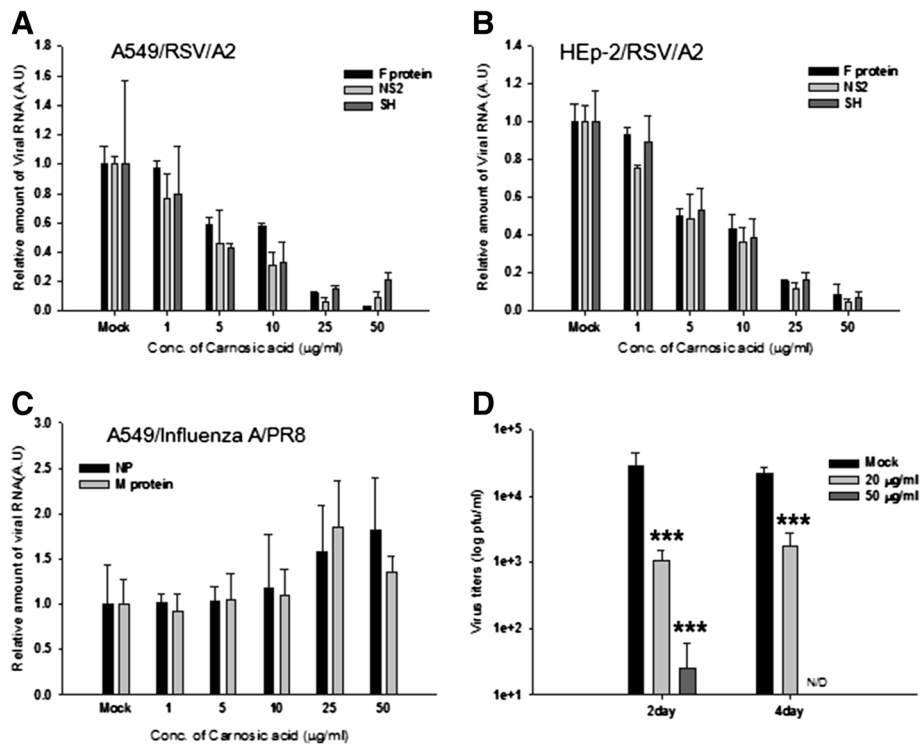 A
A549/RSV/A2
F protein
NS2
SH
Relative amount of Viral RNA (A.U)
1.8
1.6
1.4
1.2
1.0
0.8
0.6
0.4
0.2
0.0
Mock 1 5 10 25 50
Conc. of Carnosic acid (µg/ml)
B
HEp-2/RSV/A2
F protein
NS2
SH
Relative amount of Viral RNA (A.U)
1.4
1.2
1.0
0.8
0.6
0.4
0.2
0.0
Mock 1 5 10 25 50
Conc. of Carnosic acid (µg/ml)
C
A549/Influenza A/PR8
NP
M protein
Relative amount of viral RNA(A.U)
3.0
2.5
2.0
1.5
1.0
0.5
0.0
Mock 1 5 10 25 50
Conc. of Carnosic acid (µg/ml)
D
Mock
20 µg/ml
50 µg/ml
Virus titers (log pfu/ml)
1e+5
1e+4
1e+3
1e+2
1e+1
***
***
***
N/D
2day 4day